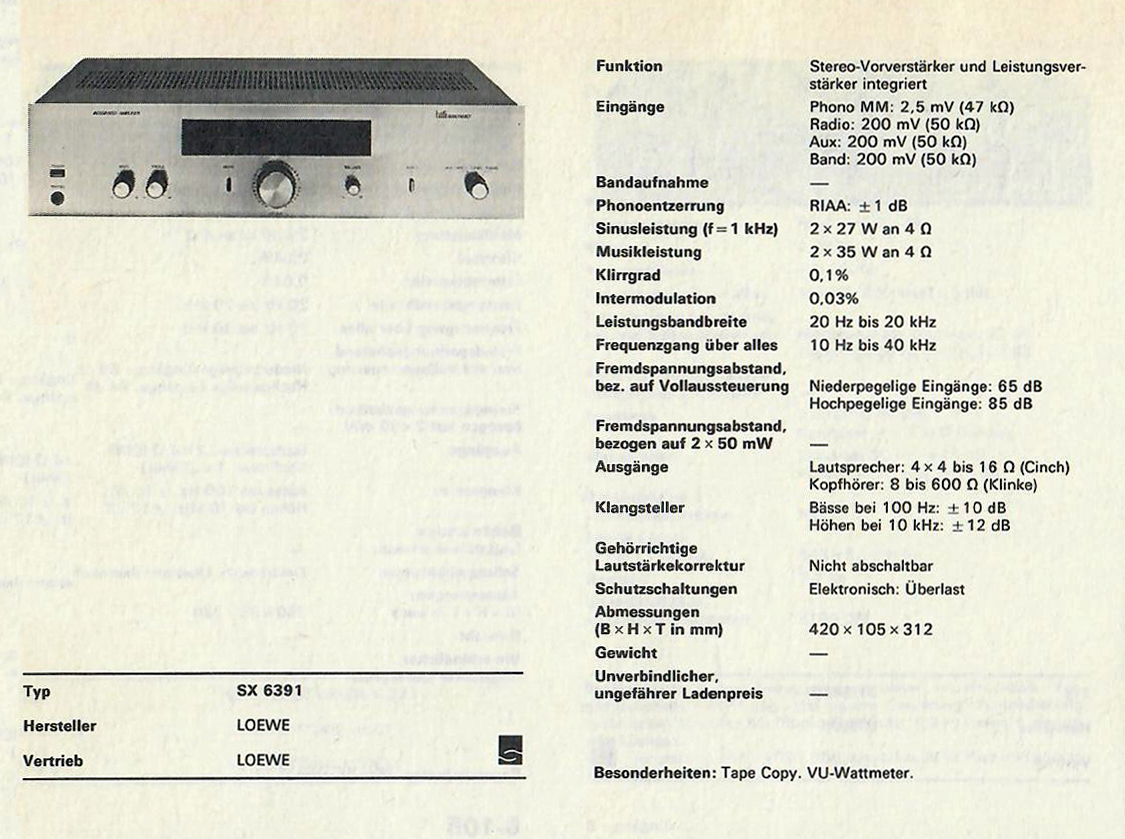 Typ SX 6391
Hersteller LOEWE
Vertrieb LOEWE
Funktion Stereo-Vorverstärker und Leistungsver-
stärker integriert
Eingänge Phono MM: 2,5 mV (47 kΩ)
Radio: 200 mV (50 kΩ)
Aux: 200 mV (50 kΩ)
Band: 200 mV (50 kΩ)
Bandaufnahme —
Phonoentzerrung RIAA: ± 1 dB
Sinusleistung (f = 1 kHz) 2 × 27 W an 4 Ω
Musikleistung 2 × 35 W an 4 Ω
Klirrgrad 0,1%
Intermodulation 0,03%
Leistungsbandbreite 20 Hz bis 20 kHz
Frequenzgang über alles 10 Hz bis 40 kHz
Fremdspannungsabstand,
bez. auf Vollaussteuerung Niederpegelige Eingänge: 65 dB
Hochpegelige Eingänge: 85 dB
Fremdspannungsabstand,
bezogen auf 2 × 50 mW —
Ausgänge Lautsprecher: 4 × 4 bis 16 Ω (Cinch)
Kopfhörer: 8 bis 600 Ω (Klinke)
Klangsteller Bässe bei 100 Hz: ± 10 dB
Höhen bei 10 kHz: ± 12 dB
Gehörrichtige
Lautstärkekorrektur Nicht abschaltbar
Schutzschaltungen Elektronisch: Überlast
Abmessungen
(B × H × T in mm) 420 × 105 × 312
Gewicht —
Unverbindlicher,
ungefährer Ladenpreis —
Besonderheiten: Tape Copy. VU-Wattmeter.